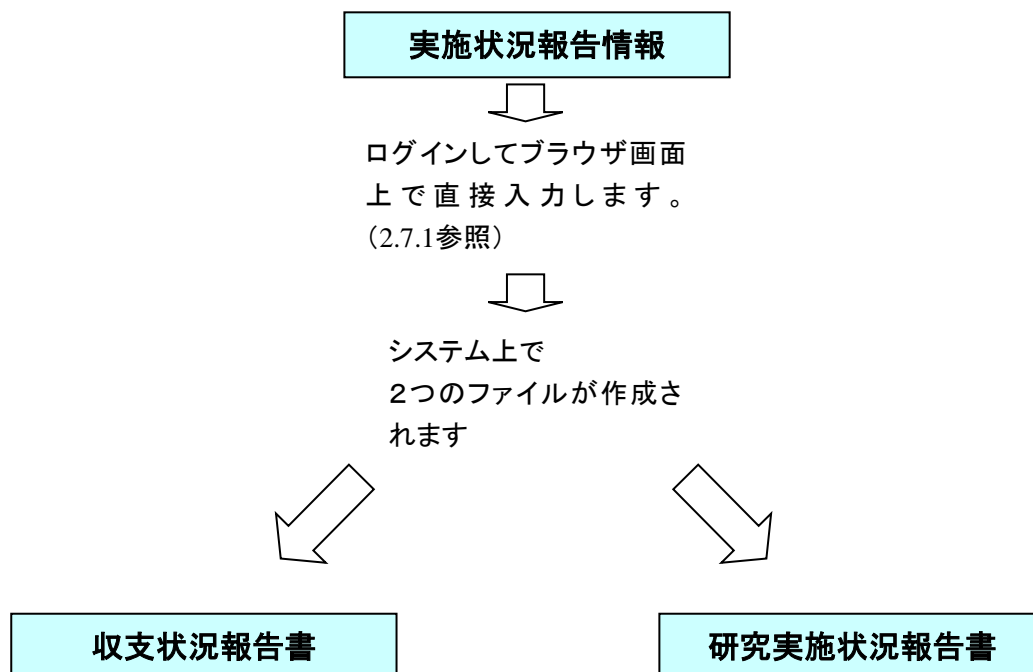 実施状況報告情報
ログインしてブラウザ画面
上で直接入力します。
（2.7.1参照）
システム上で
２つのファイルが作成さ
れます
収支状況報告書
研究実施状況報告書